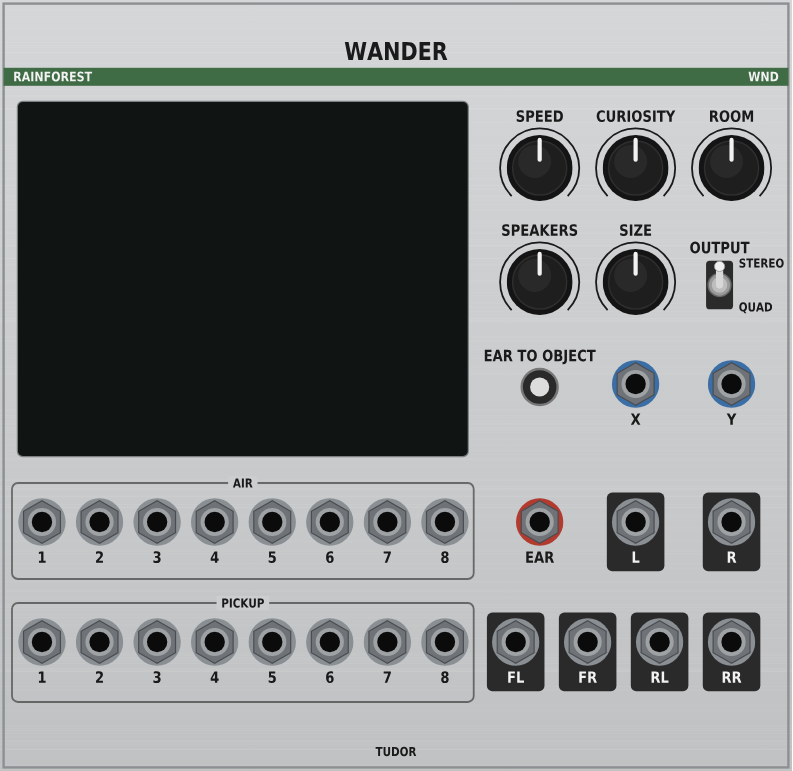 WANDER
RAINFOREST WND
SPEED CURIOSITY ROOM
SPEAKERS SIZE OUTPUT
STEREO
QUAD
EAR TO OBJECT
X Y
AIR
1 2 3 4 5 6 7 8
EAR L R
PICKUP
1 2 3 4 5 6 7 8
FL FR RL RR
TUDOR